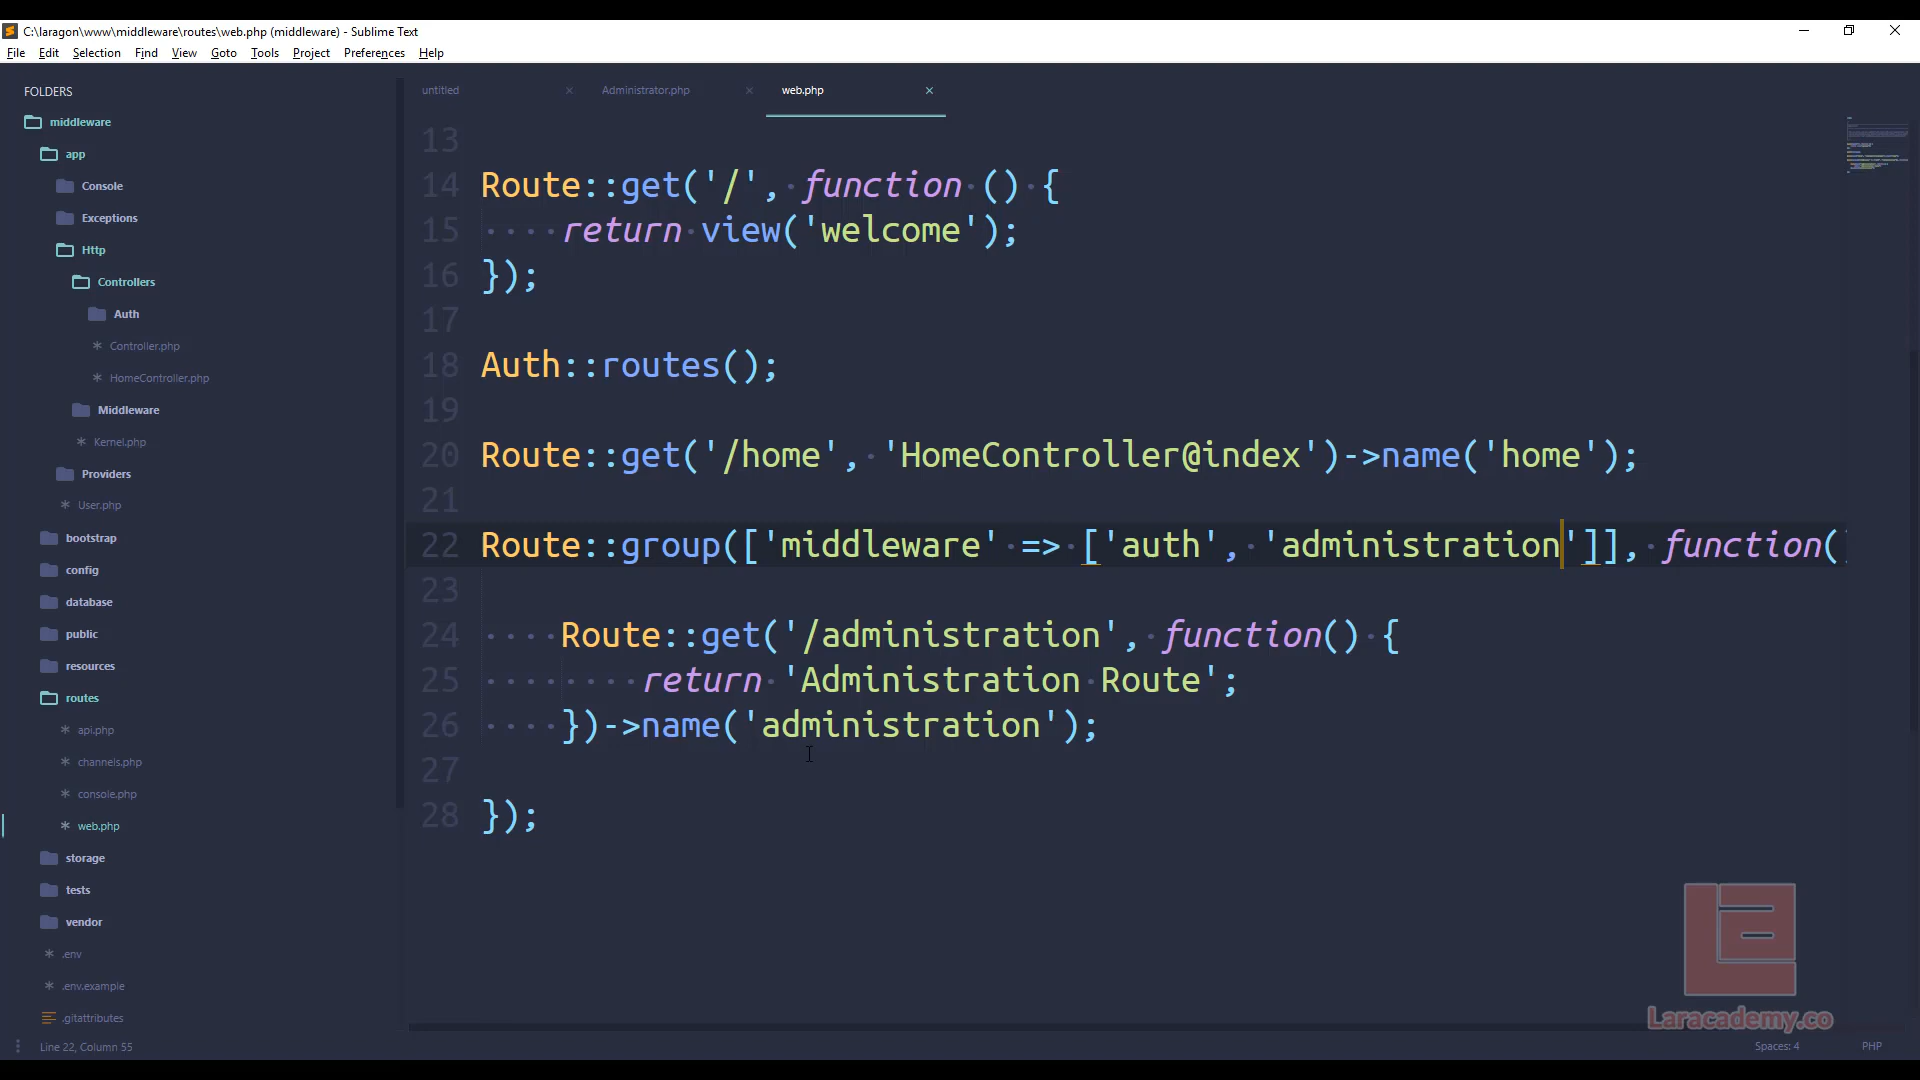 C:\laragon\www\middleware\routes\web.php (middleware) - Sublime Text
File Edit Selection Find View Goto Tools Project Preferences Help
FOLDERS
middleware
app
Console
Exceptions
Http
Controllers
Auth
Controller.php
HomeController.php
Middleware
Kernel.php
Providers
User.php
bootstrap
config
database
public
resources
routes
api.php
channels.php
console.php
web.php
storage
tests
vendor
.env
.env.example
.gitattributes
untitled Administrator.php web.php
13
14 Route::get('/', function () {
15 return view('welcome');
16 });
17
18 Auth::routes();
19
20 Route::get('/home', 'HomeController@index')->name('home');
21
22 Route::group(['middleware' => ['auth', 'administration']], function(
23
24 Route::get('/administration', function() {
25 return 'Administration Route';
26 })->name('administration');
27
28 });
Laracademy.co
Line 22, Column 55 Spaces: 4 PHP